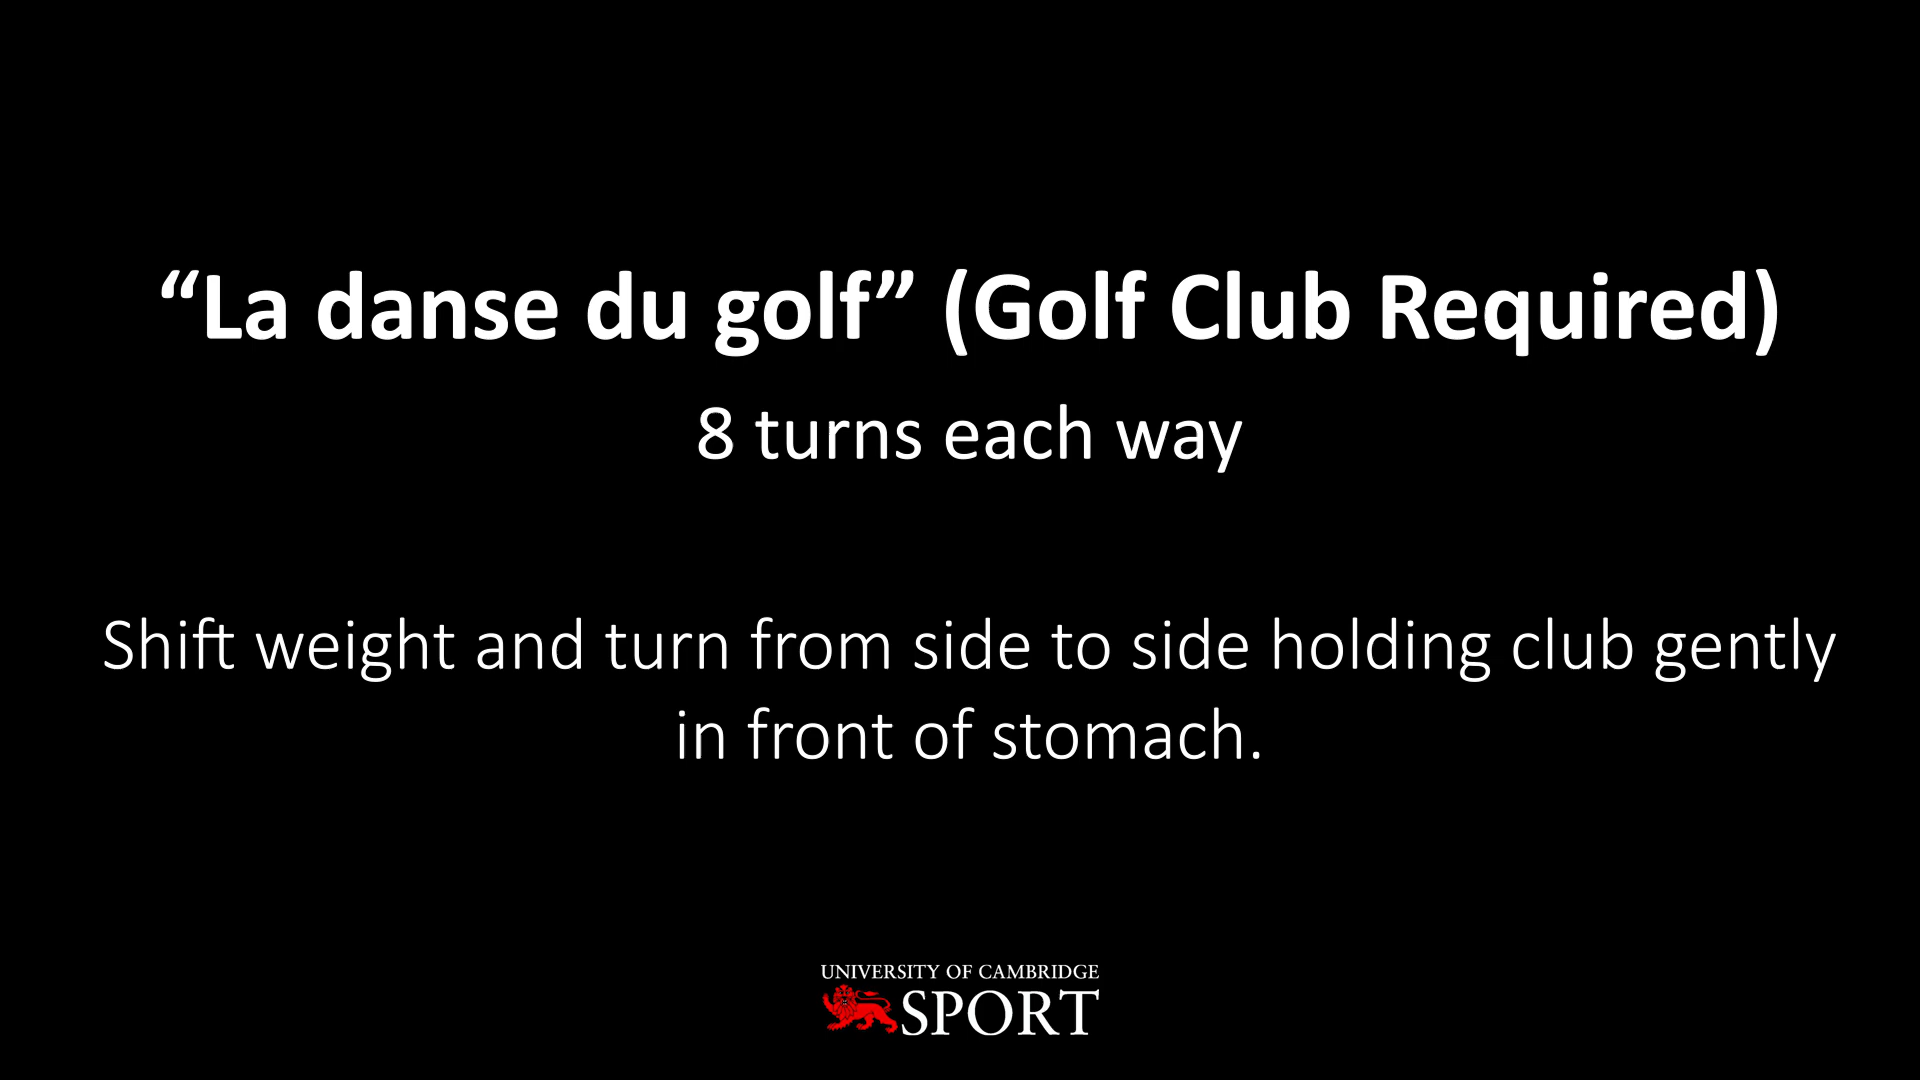 “La danse du golf” (Golf Club Required)
8 turns each way
Shift weight and turn from side to side holding club gently
in front of stomach.
UNIVERSITY OF CAMBRIDGE
SPORT